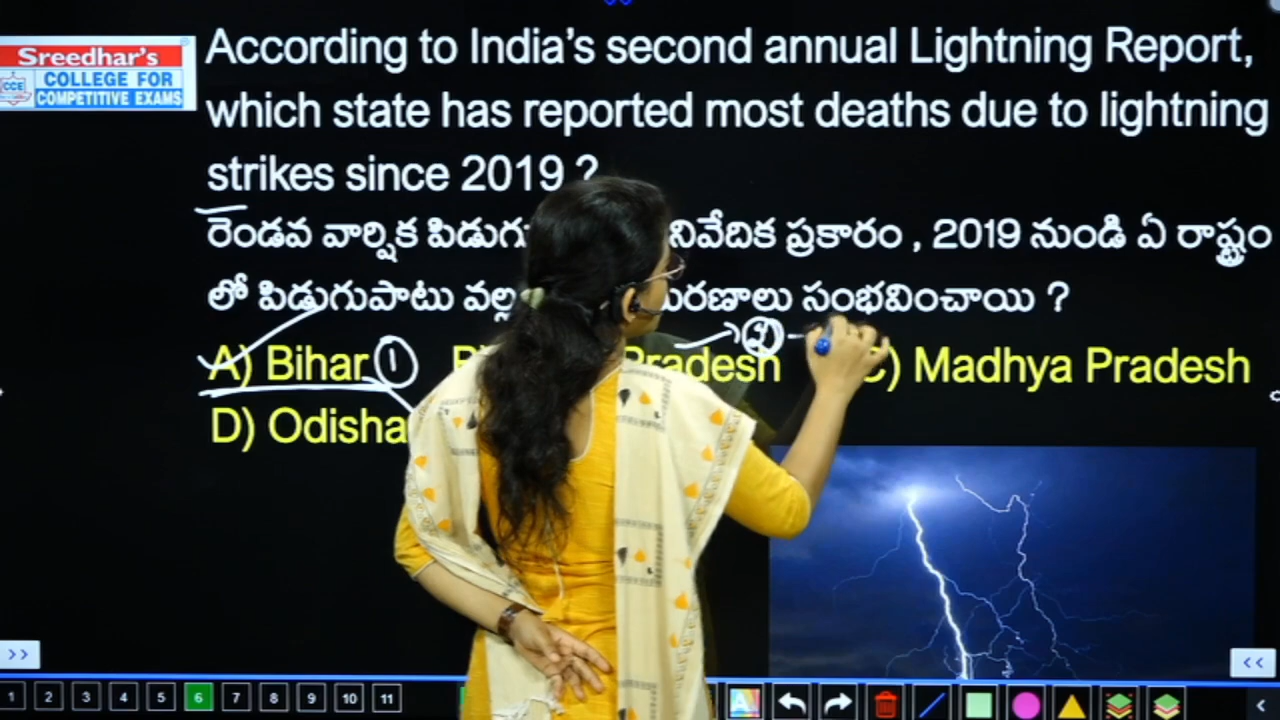 Sreedhar's
CCE
COLLEGE FOR
COMPETITIVE EXAMS
According to India's second annual Lightning Report,
which state has reported most deaths due to lightning
strikes since 2019 ?
రెండవ వార్షిక పిడుగు నివేదిక ప్రకారం , 2019 నుండి ఏ రాష్ట్రం
లో పిడుగుపాటు వల్ల మరణాలు సంభవించాయి ?
A) Bihar 1 Pradesh 2 C) Madhya Pradesh
D) Odisha
>> <<
1 2 3 4 5 6 7 8 9 10 11